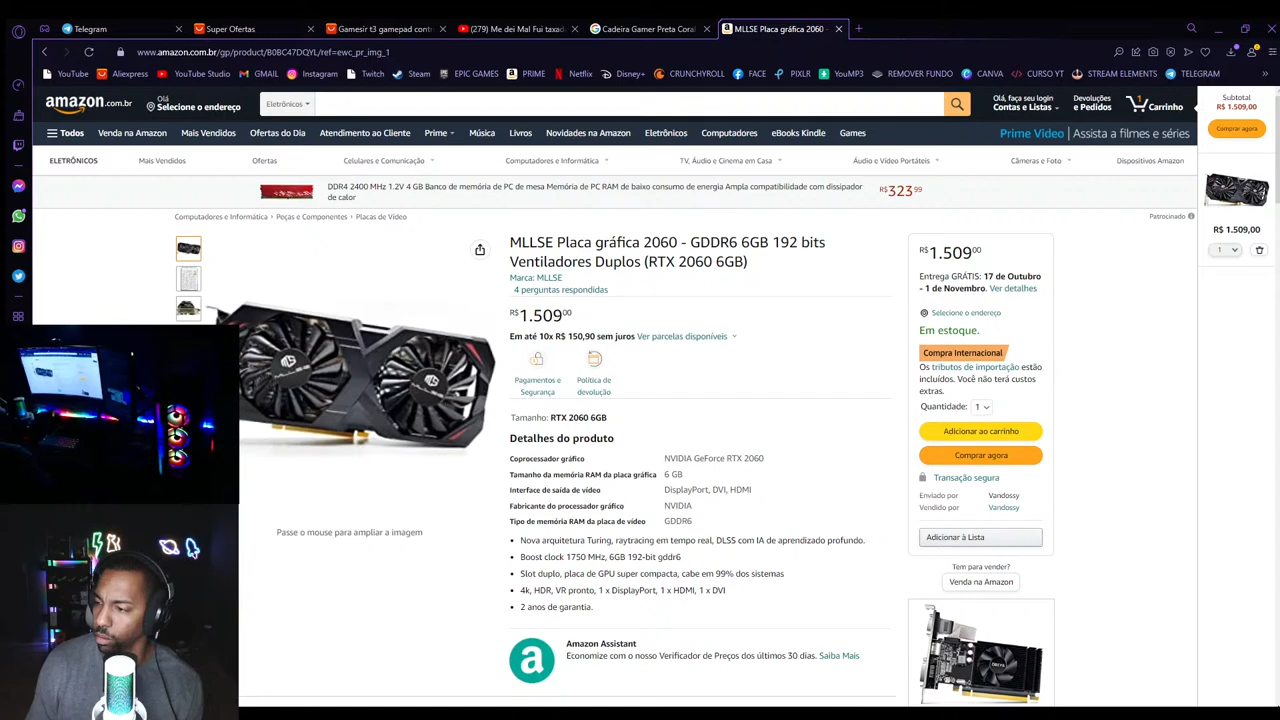 Telegram
Super Ofertas
Gamesir t3 gamepad contr
(279) Me dei Mal Fui taxado
Cadeira Gamer Preta Coral
MLLSE Placa gráfica 2060 -
www.amazon.com.br/gp/product/B0BC47DQYL/ref=ewc_pr_img_1
YouTube
Aliexpress
YouTube Studio
GMAIL
Instagram
Twitch
Steam
EPIC GAMES
PRIME
Netflix
Disney+
CRUNCHYROLL
FACE
PIXLR
YouMP3
REMOVER FUNDO
CANVA
CURSO YT
STREAM ELEMENTS
TELEGRAM
amazon.com.br
Olá
Selecione o endereço
Eletrônicos
Olá, faça seu login
Contas e Listas
Devoluções
e Pedidos
1
Carrinho
Subtotal
R$ 1.509,00
Comprar agora
Todos
Venda na Amazon
Mais Vendidos
Ofertas do Dia
Atendimento ao Cliente
Prime
Música
Livros
Novidades na Amazon
Eletrônicos
Computadores
eBooks Kindle
Games
Prime Video | Assista a filmes e séries
ELETRÔNICOS
Mais Vendidos
Ofertas
Celulares e Comunicação
Computadores e Informática
TV, Áudio e Cinema em Casa
Áudio e Vídeo Portáteis
Câmeras e Foto
Dispositivos Amazon
DDR4 2400 MHz 1.2V 4 GB Banco de memória de PC de mesa Memória de PC RAM de baixo consumo de energia Ampla compatibilidade com dissipador
de calor
R$323,99
Computadores e Informática › Peças e Componentes › Placas de Vídeo
Patrocinado
R$ 1.509,00
1
MLLSE Placa gráfica 2060 - GDDR6 6GB 192 bits
Ventiladores Duplos (RTX 2060 6GB)
Marca: MLLSE
4 perguntas respondidas
R$1.50900
Em até 10x R$ 150,90 sem juros Ver parcelas disponíveis
Pagamentos e
Segurança
Política de
devolução
Tamanho: RTX 2060 6GB
Detalhes do produto
Coprocessador gráfico NVIDIA GeForce RTX 2060
Tamanho da memória RAM da placa gráfica 6 GB
Interface de saída de vídeo DisplayPort, DVI, HDMI
Fabricante do processador gráfico NVIDIA
Tipo de memória RAM da placa de vídeo GDDR6
• Nova arquitetura Turing, raytracing em tempo real, DLSS com IA de aprendizado profundo.
• Boost clock 1750 MHz, 6GB 192-bit gddr6
• Slot duplo, placa de GPU super compacta, cabe em 99% dos sistemas
• 4k, HDR, VR pronto, 1 x DisplayPort, 1 x HDMI, 1 x DVI
• 2 anos de garantia.
Passe o mouse para ampliar a imagem
a
Amazon Assistant
Economize com o nosso Verificador de Preços dos últimos 30 dias. Saiba Mais
R$1.50900
Entrega GRÁTIS: 17 de Outubro
- 1 de Novembro. Ver detalhes
Selecione o endereço
Em estoque.
Compra Internacional
Os tributos de importação estão
incluídos. Você não terá custos
extras.
Quantidade: 1
Adicionar ao carrinho
Comprar agora
Transação segura
Enviado por Vandossy
Vendido por Vandossy
Adicionar à Lista
Tem para vender?
Venda na Amazon